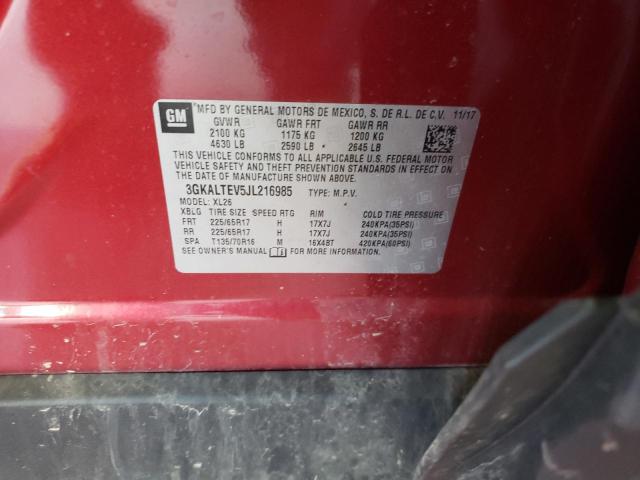 GM MFD BY GENERAL MOTORS DE MEXICO, S. DE R.L. DE C.V. 11/17
GVWR GAWR FRT GAWR RR
2100 KG 1175 KG 1200 KG
4630 LB 2590 LB 2645 LB
THIS VEHICLE CONFORMS TO ALL APPLICABLE U.S. FEDERAL MOTOR
VEHICLE SAFETY AND THEFT PREVENTION STANDARDS IN EFFECT ON
THE DATE OF MANUFACTURE SHOWN ABOVE.
3GKALTEV5JL216985 TYPE: M.P.V.
MODEL: XL26
XBLG TIRE SIZE SPEED RTG RIM COLD TIRE PRESSURE
FRT 225/65R17 H 17X7J 240KPA(35PSI)
RR 225/65R17 H 17X7J 240KPA(35PSI)
SPA T135/70R16 M 16X4BT 420KPA(60PSI)
SEE OWNER'S MANUAL FOR MORE INFORMATION.